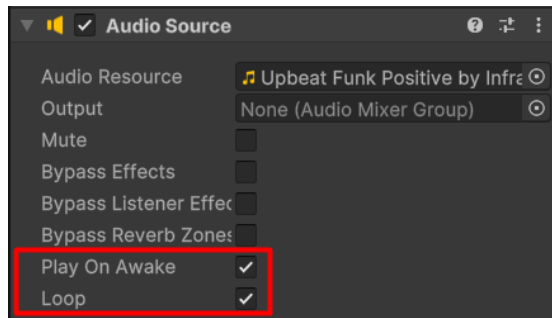 Audio Source
Audio Resource Upbeat Funk Positive by Infra
Output None (Audio Mixer Group)
Mute
Bypass Effects
Bypass Listener Effec
Bypass Reverb Zones
Play On Awake
Loop